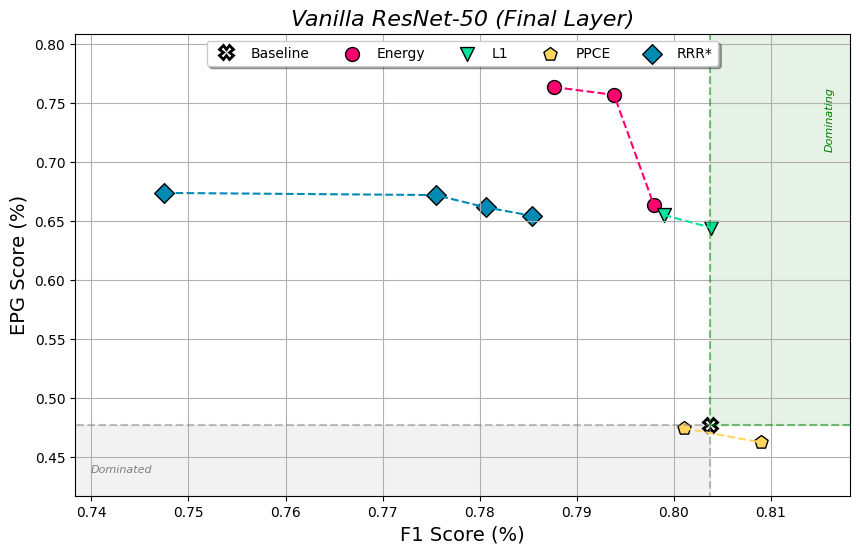 Vanilla ResNet-50 (Final Layer)
Baseline Energy L1 PPCE RRR*
Dominating
Dominated
EPG Score (%)
0.80
0.75
0.70
0.65
0.60
0.55
0.50
0.45
0.74 0.75 0.76 0.77 0.78 0.79 0.80 0.81
F1 Score (%)